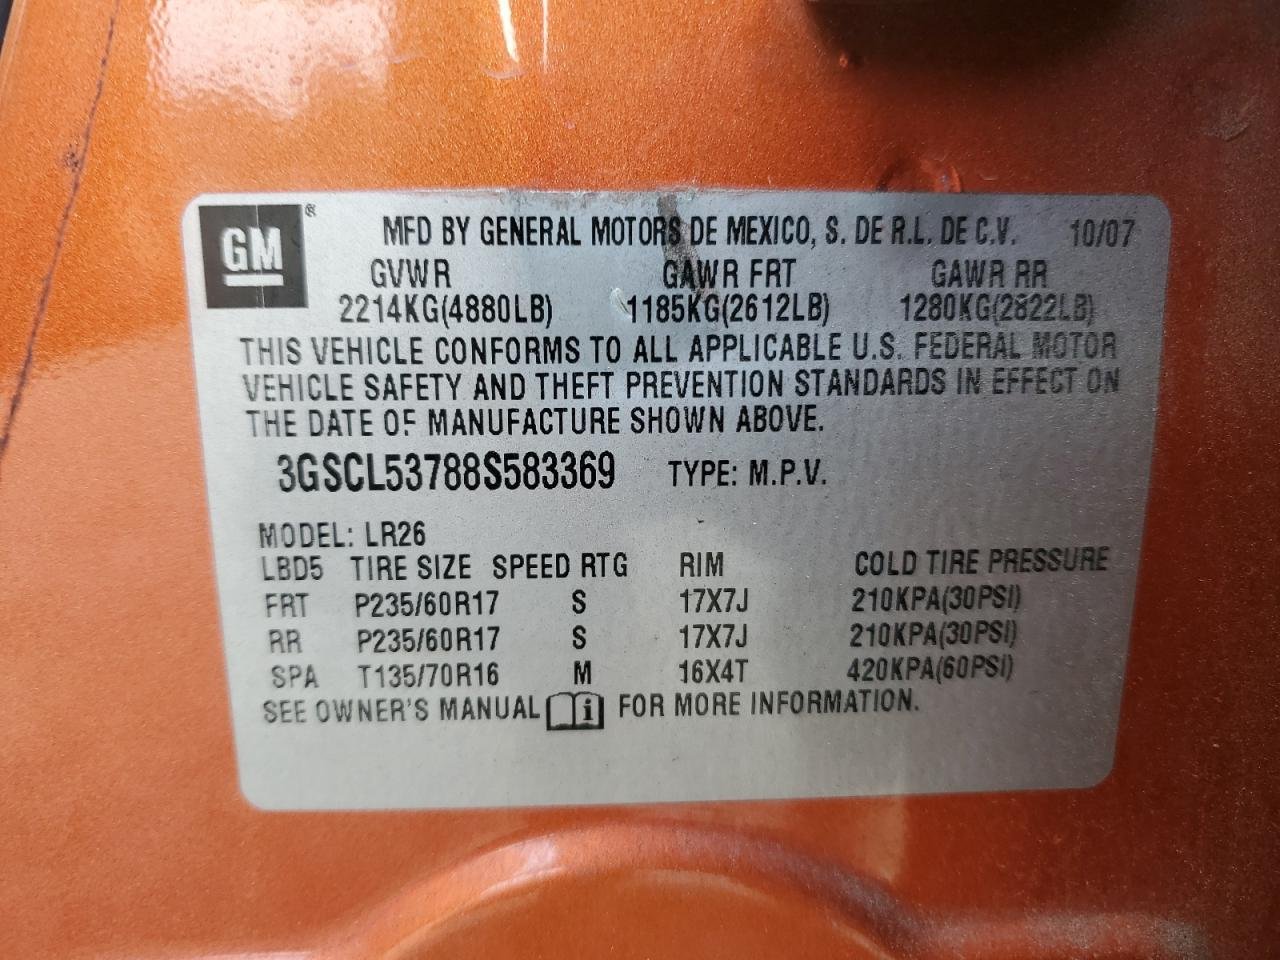 GM ® MFD BY GENERAL MOTORS DE MEXICO, S. DE R.L. DE C.V. 10/07
GVWR GAWR FRT GAWR RR
2214KG(4880LB) 1185KG(2612LB) 1280KG(2822LB)
THIS VEHICLE CONFORMS TO ALL APPLICABLE U.S. FEDERAL MOTOR
VEHICLE SAFETY AND THEFT PREVENTION STANDARDS IN EFFECT ON
THE DATE OF MANUFACTURE SHOWN ABOVE.
3GSCL53788S583369 TYPE: M.P.V.
MODEL: LR26
LBD5 TIRE SIZE SPEED RTG RIM COLD TIRE PRESSURE
FRT P235/60R17 S 17X7J 210KPA(30PSI)
RR P235/60R17 S 17X7J 210KPA(30PSI)
SPA T135/70R16 M 16X4T 420KPA(60PSI)
SEE OWNER'S MANUAL i FOR MORE INFORMATION.